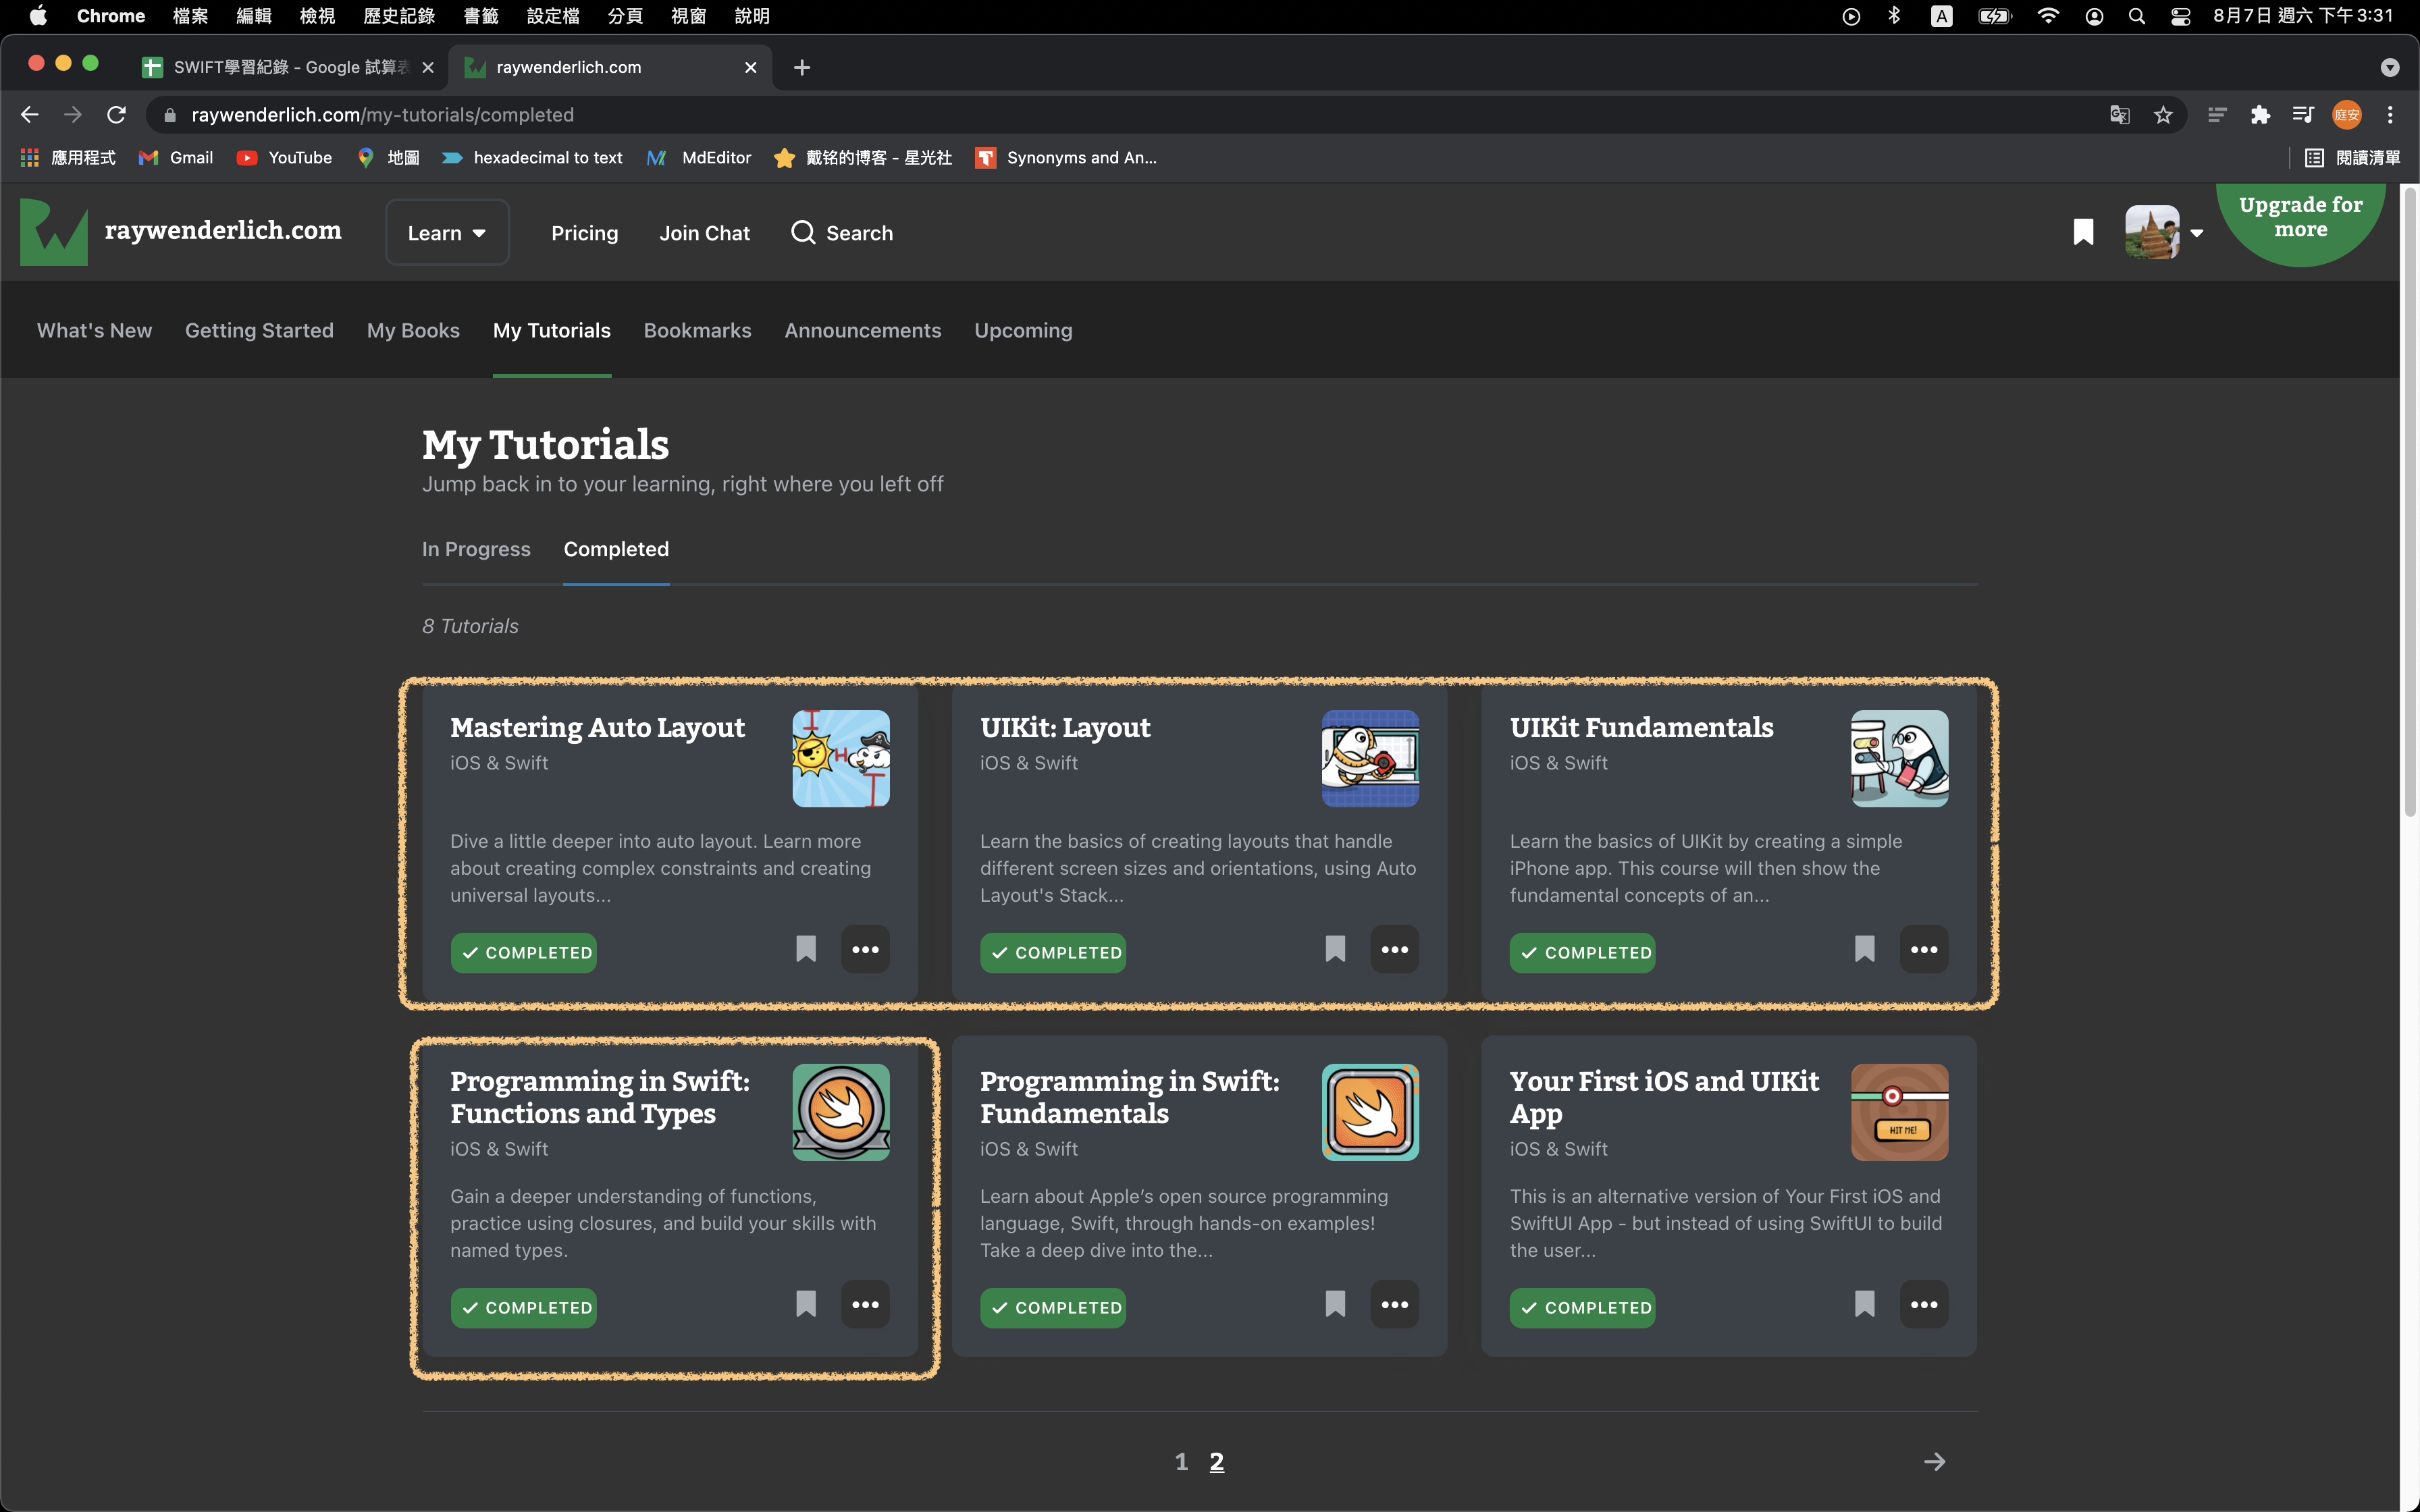 Chrome 檔案 編輯 檢視 歷史記錄 書籤 設定檔 分頁 視窗 說明 A 8月7日 週六 下午3:31
SWIFT學習紀錄 - Google 試算表 raywenderlich.com
raywenderlich.com/my-tutorials/completed 庭安
應用程式 Gmail YouTube 地圖 hexadecimal to text MdEditor 戴铭的博客 - 星光社 Synonyms and An... 閱讀清單
raywenderlich.com Learn Pricing Join Chat Search Upgrade for
more
What's New Getting Started My Books My Tutorials Bookmarks Announcements Upcoming
My Tutorials
Jump back in to your learning, right where you left off
In Progress Completed
8 Tutorials
Mastering Auto Layout
iOS & Swift
Dive a little deeper into auto layout. Learn more
about creating complex constraints and creating
universal layouts...
COMPLETED
UIKit: Layout
iOS & Swift
Learn the basics of creating layouts that handle
different screen sizes and orientations, using Auto
Layout's Stack...
COMPLETED
UIKit Fundamentals
iOS & Swift
Learn the basics of UIKit by creating a simple
iPhone app. This course will then show the
fundamental concepts of an...
COMPLETED
Programming in Swift:
Functions and Types
iOS & Swift
Gain a deeper understanding of functions,
practice using closures, and build your skills with
named types.
COMPLETED
Programming in Swift:
Fundamentals
iOS & Swift
Learn about Apple’s open source programming
language, Swift, through hands-on examples!
Take a deep dive into the...
COMPLETED
Your First iOS and UIKit
App
HIT ME!
iOS & Swift
This is an alternative version of Your First iOS and
SwiftUI App - but instead of using SwiftUI to build
the user...
COMPLETED
1 2